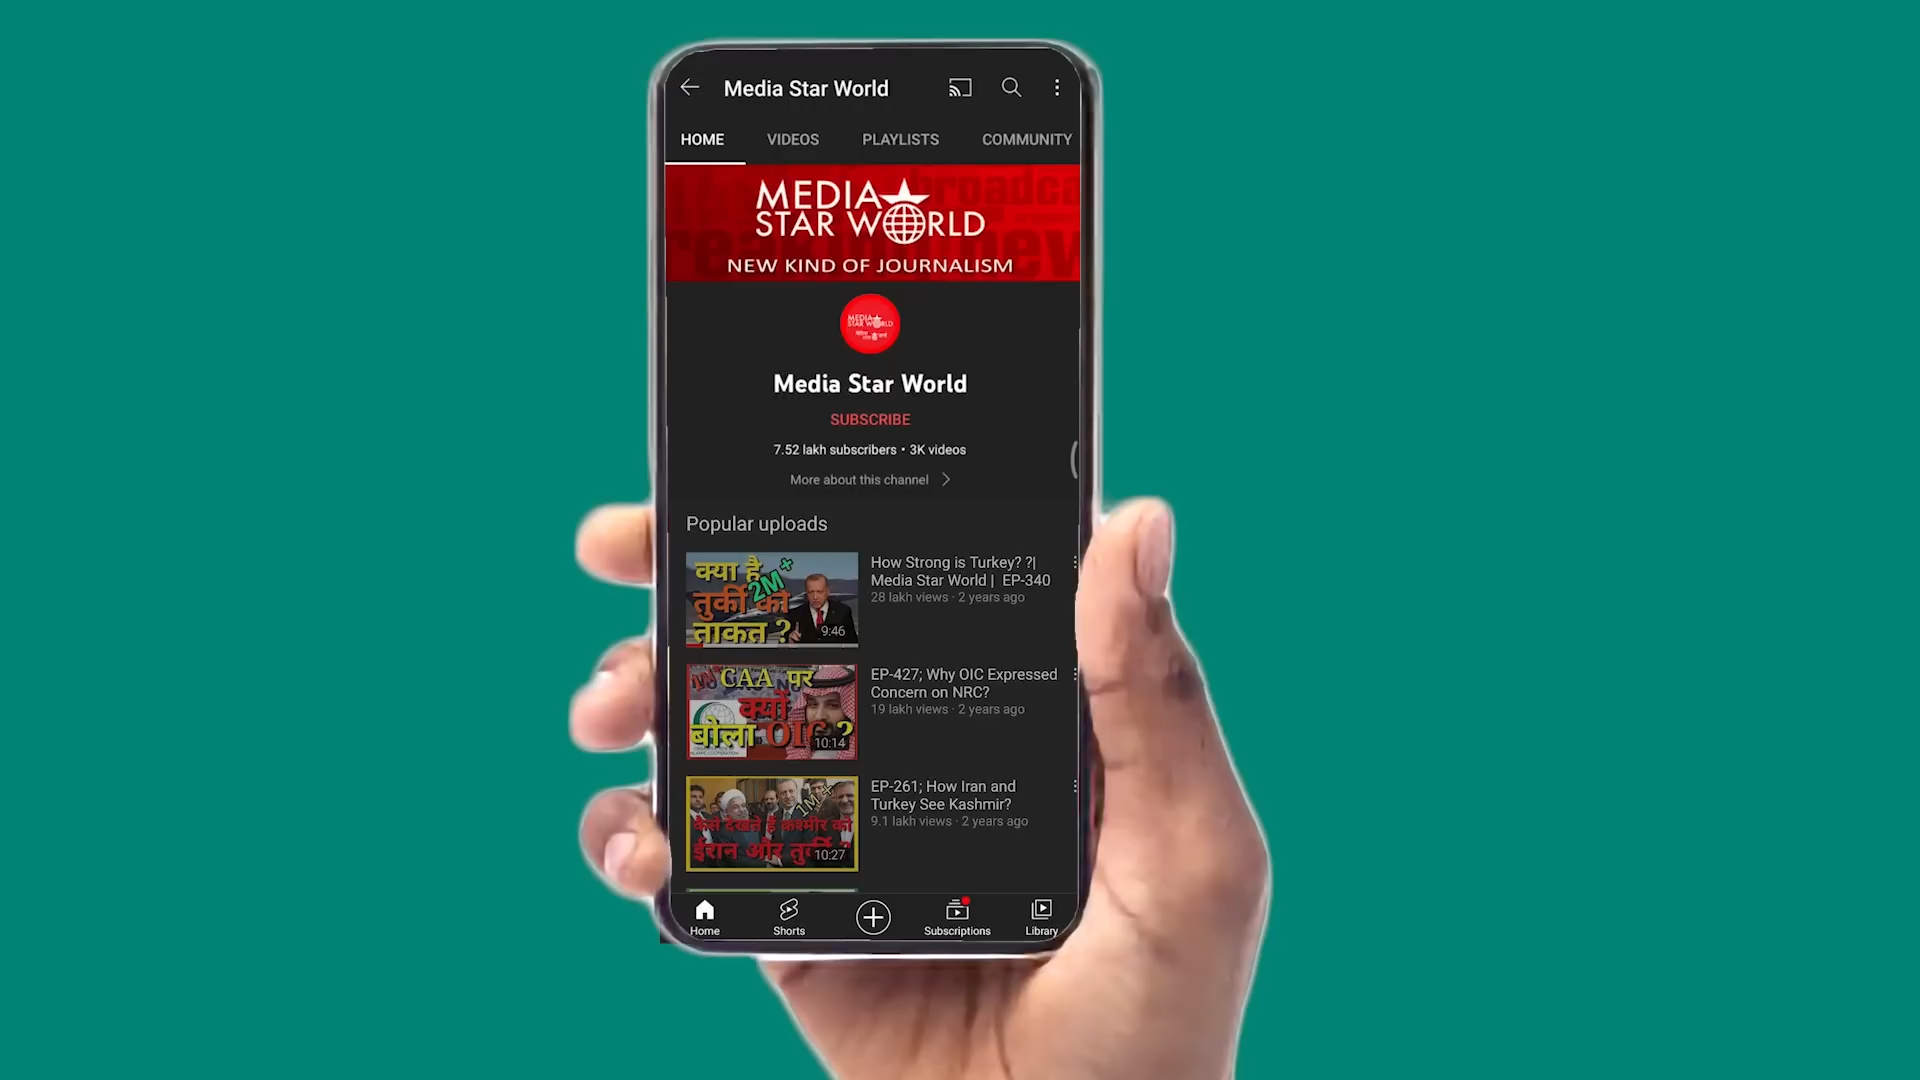 Media Star World
HOME VIDEOS PLAYLISTS COMMUNITY
MEDIA
STAR WORLD
NEW KIND OF JOURNALISM
MEDIA
STAR WORLD
Media Star World
SUBSCRIBE
7.52 lakh subscribers • 3K videos
More about this channel
Popular uploads
क्या है
2M+
तुर्की की
ताकत ?
9:46
How Strong is Turkey? ?|
Media Star World | EP-340
28 lakh views · 2 years ago
CAA पर
क्यों
बोला OIC ?
10:14
EP-427; Why OIC Expressed
Concern on NRC?
19 lakh views · 2 years ago
1M+
कैसे देखते हैं कश्मीर को
ईरान और
10:27
EP-261; How Iran and
Turkey See Kashmir?
9.1 lakh views · 2 years ago
Home Shorts Subscriptions Library